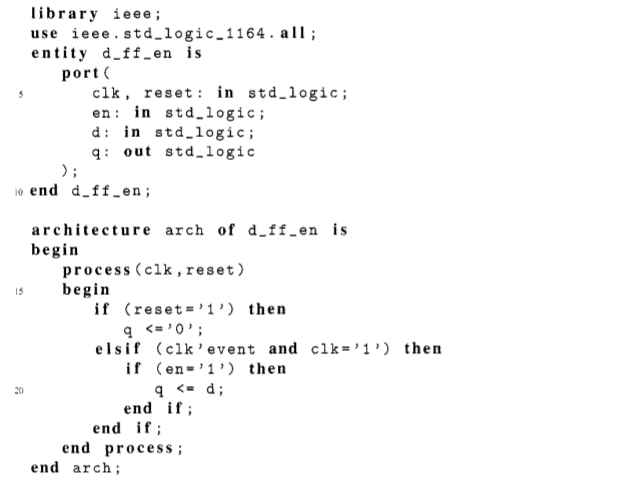 library ieee;
use ieee.std_logic_1164.all;
entity d_ff_en is
port(
5 clk, reset: in std_logic;
en: in std_logic;
d: in std_logic;
q: out std_logic
);
10 end d_ff_en;
architecture arch of d_ff_en is
begin
process(clk,reset)
15 begin
if (reset='1') then
q <='0';
elsif (clk'event and clk='1') then
if (en='1') then
20 q <= d;
end if;
end if;
end process;
end arch;